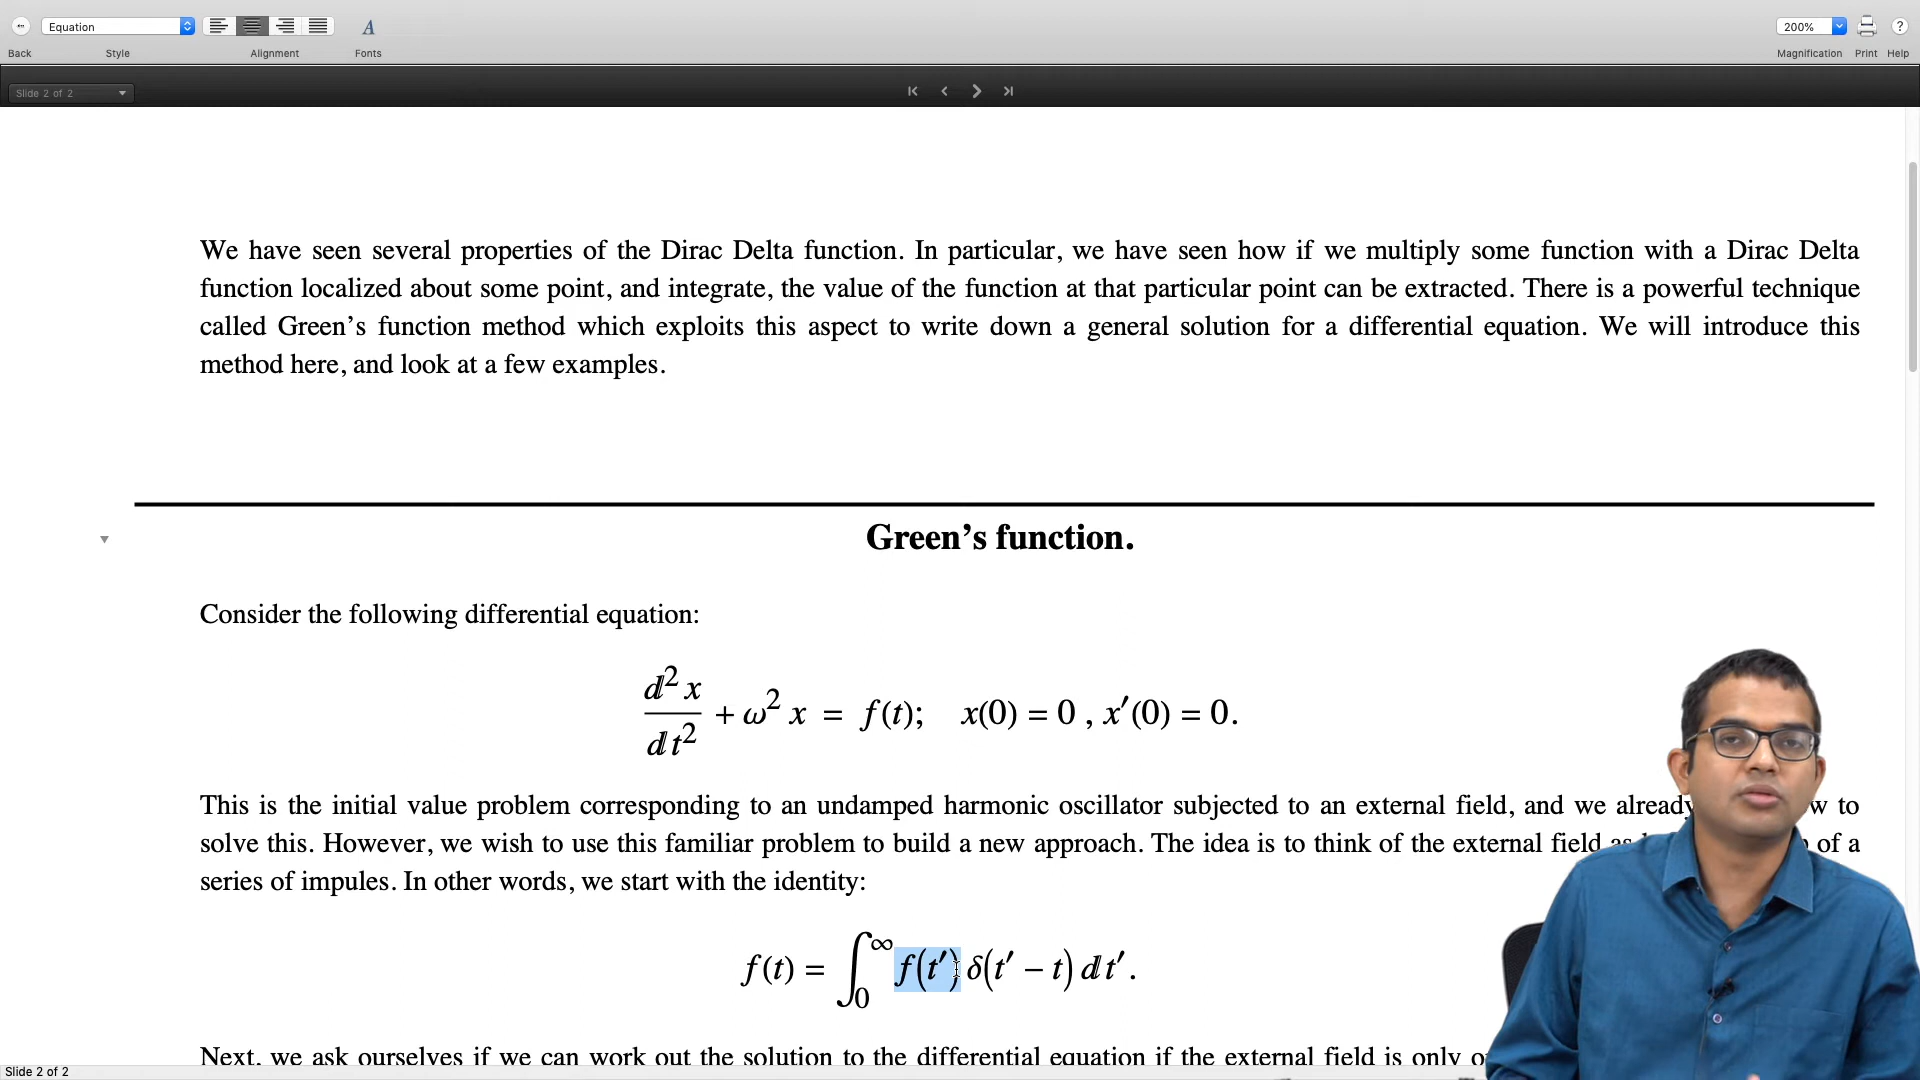 Equation
200%
Back Style Alignment Fonts Magnification Print Help
Slide 2 of 2
We have seen several properties of the Dirac Delta function. In particular, we have seen how if we multiply some function with a Dirac Delta
function localized about some point, and integrate, the value of the function at that particular point can be extracted. There is a powerful technique
called Green's function method which exploits this aspect to write down a general solution for a differential equation. We will introduce this
method here, and look at a few examples.
Green's function.
Consider the following differential equation:
d² x / d t² + ω² x = f(t); x(0) = 0 , x′(0) = 0.
This is the initial value problem corresponding to an undamped harmonic oscillator subjected to an external field, and we already w to
solve this. However, we wish to use this familiar problem to build a new approach. The idea is to think of the external field as of a
series of impules. In other words, we start with the identity:
f(t) = ∫₀^∞ f(t′) δ(t′ − t) d t′.
Next, we ask ourselves if we can work out the solution to the differential equation if the external field is only
Slide 2 of 2